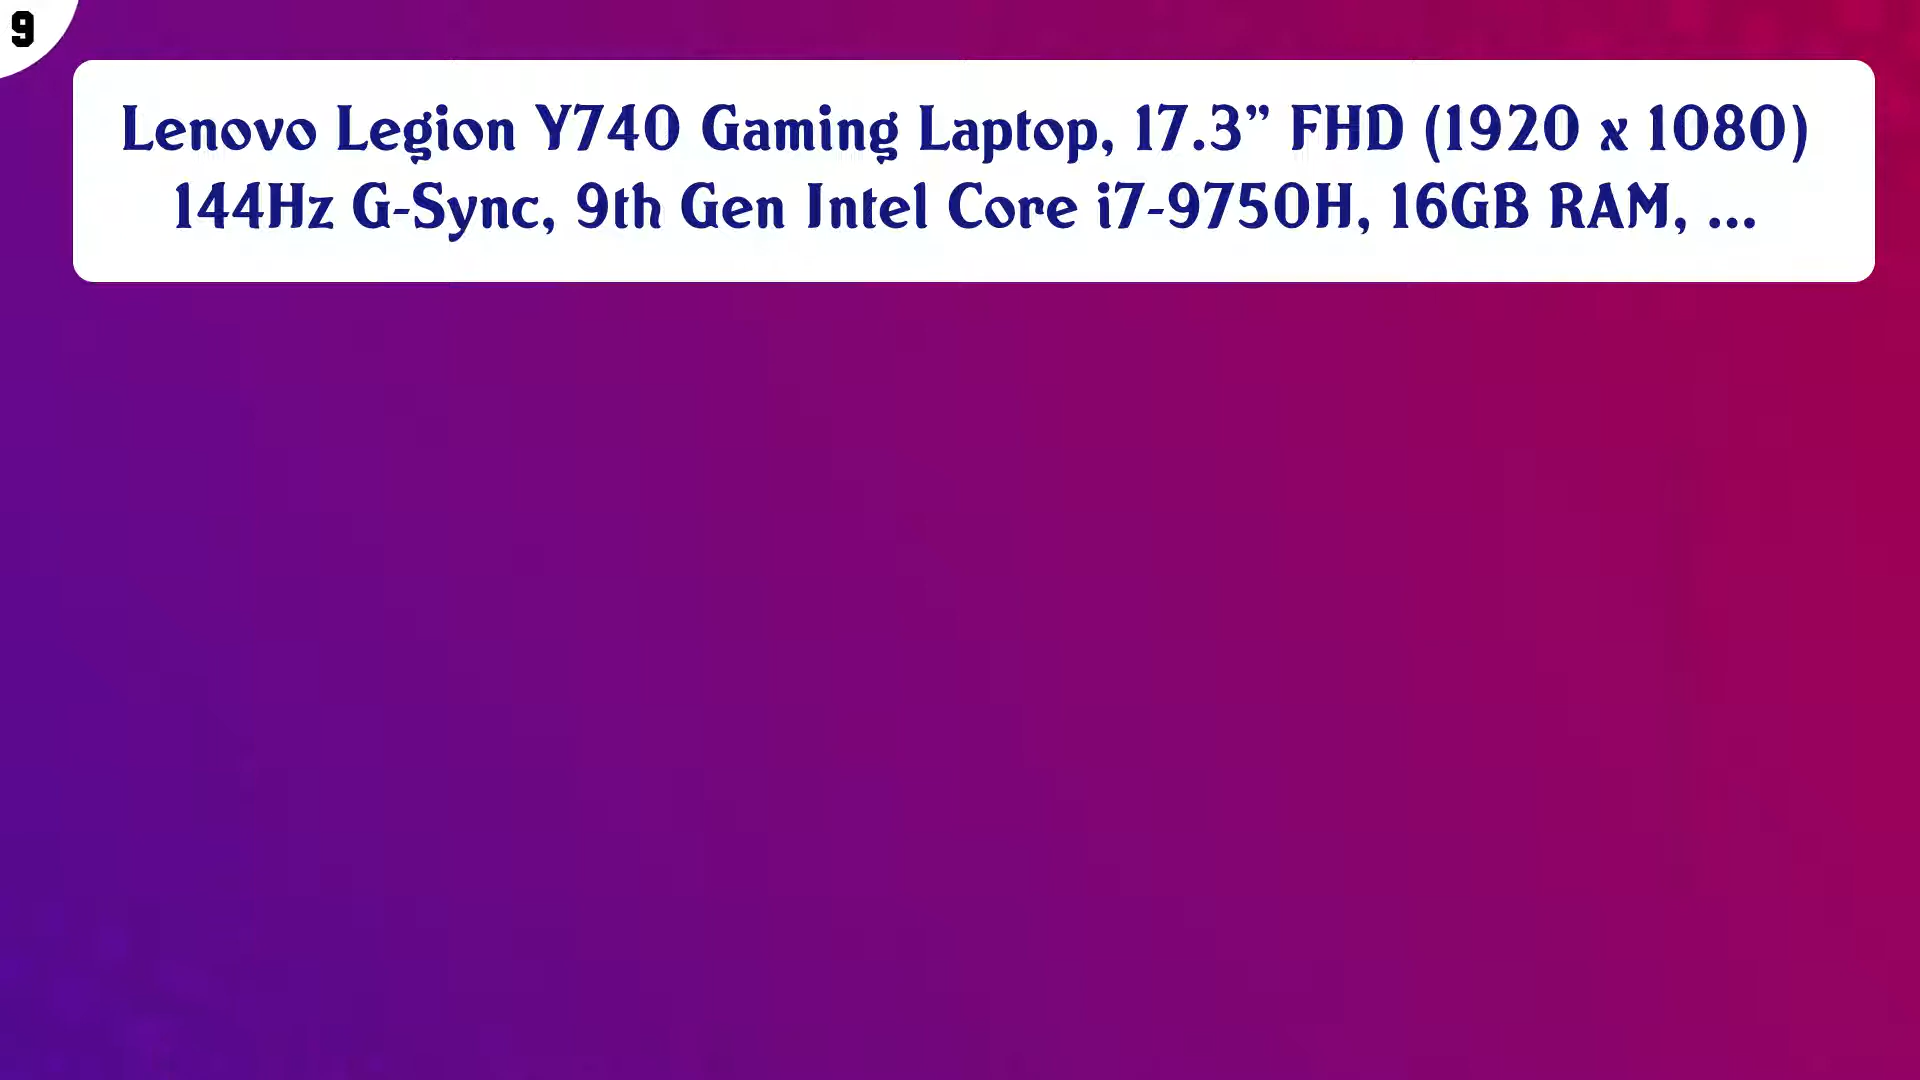 9
Lenovo Legion Y740 Gaming Laptop, 17.3” FHD (1920 x 1080)
144Hz G-Sync, 9th Gen Intel Core i7-9750H, 16GB RAM, ...